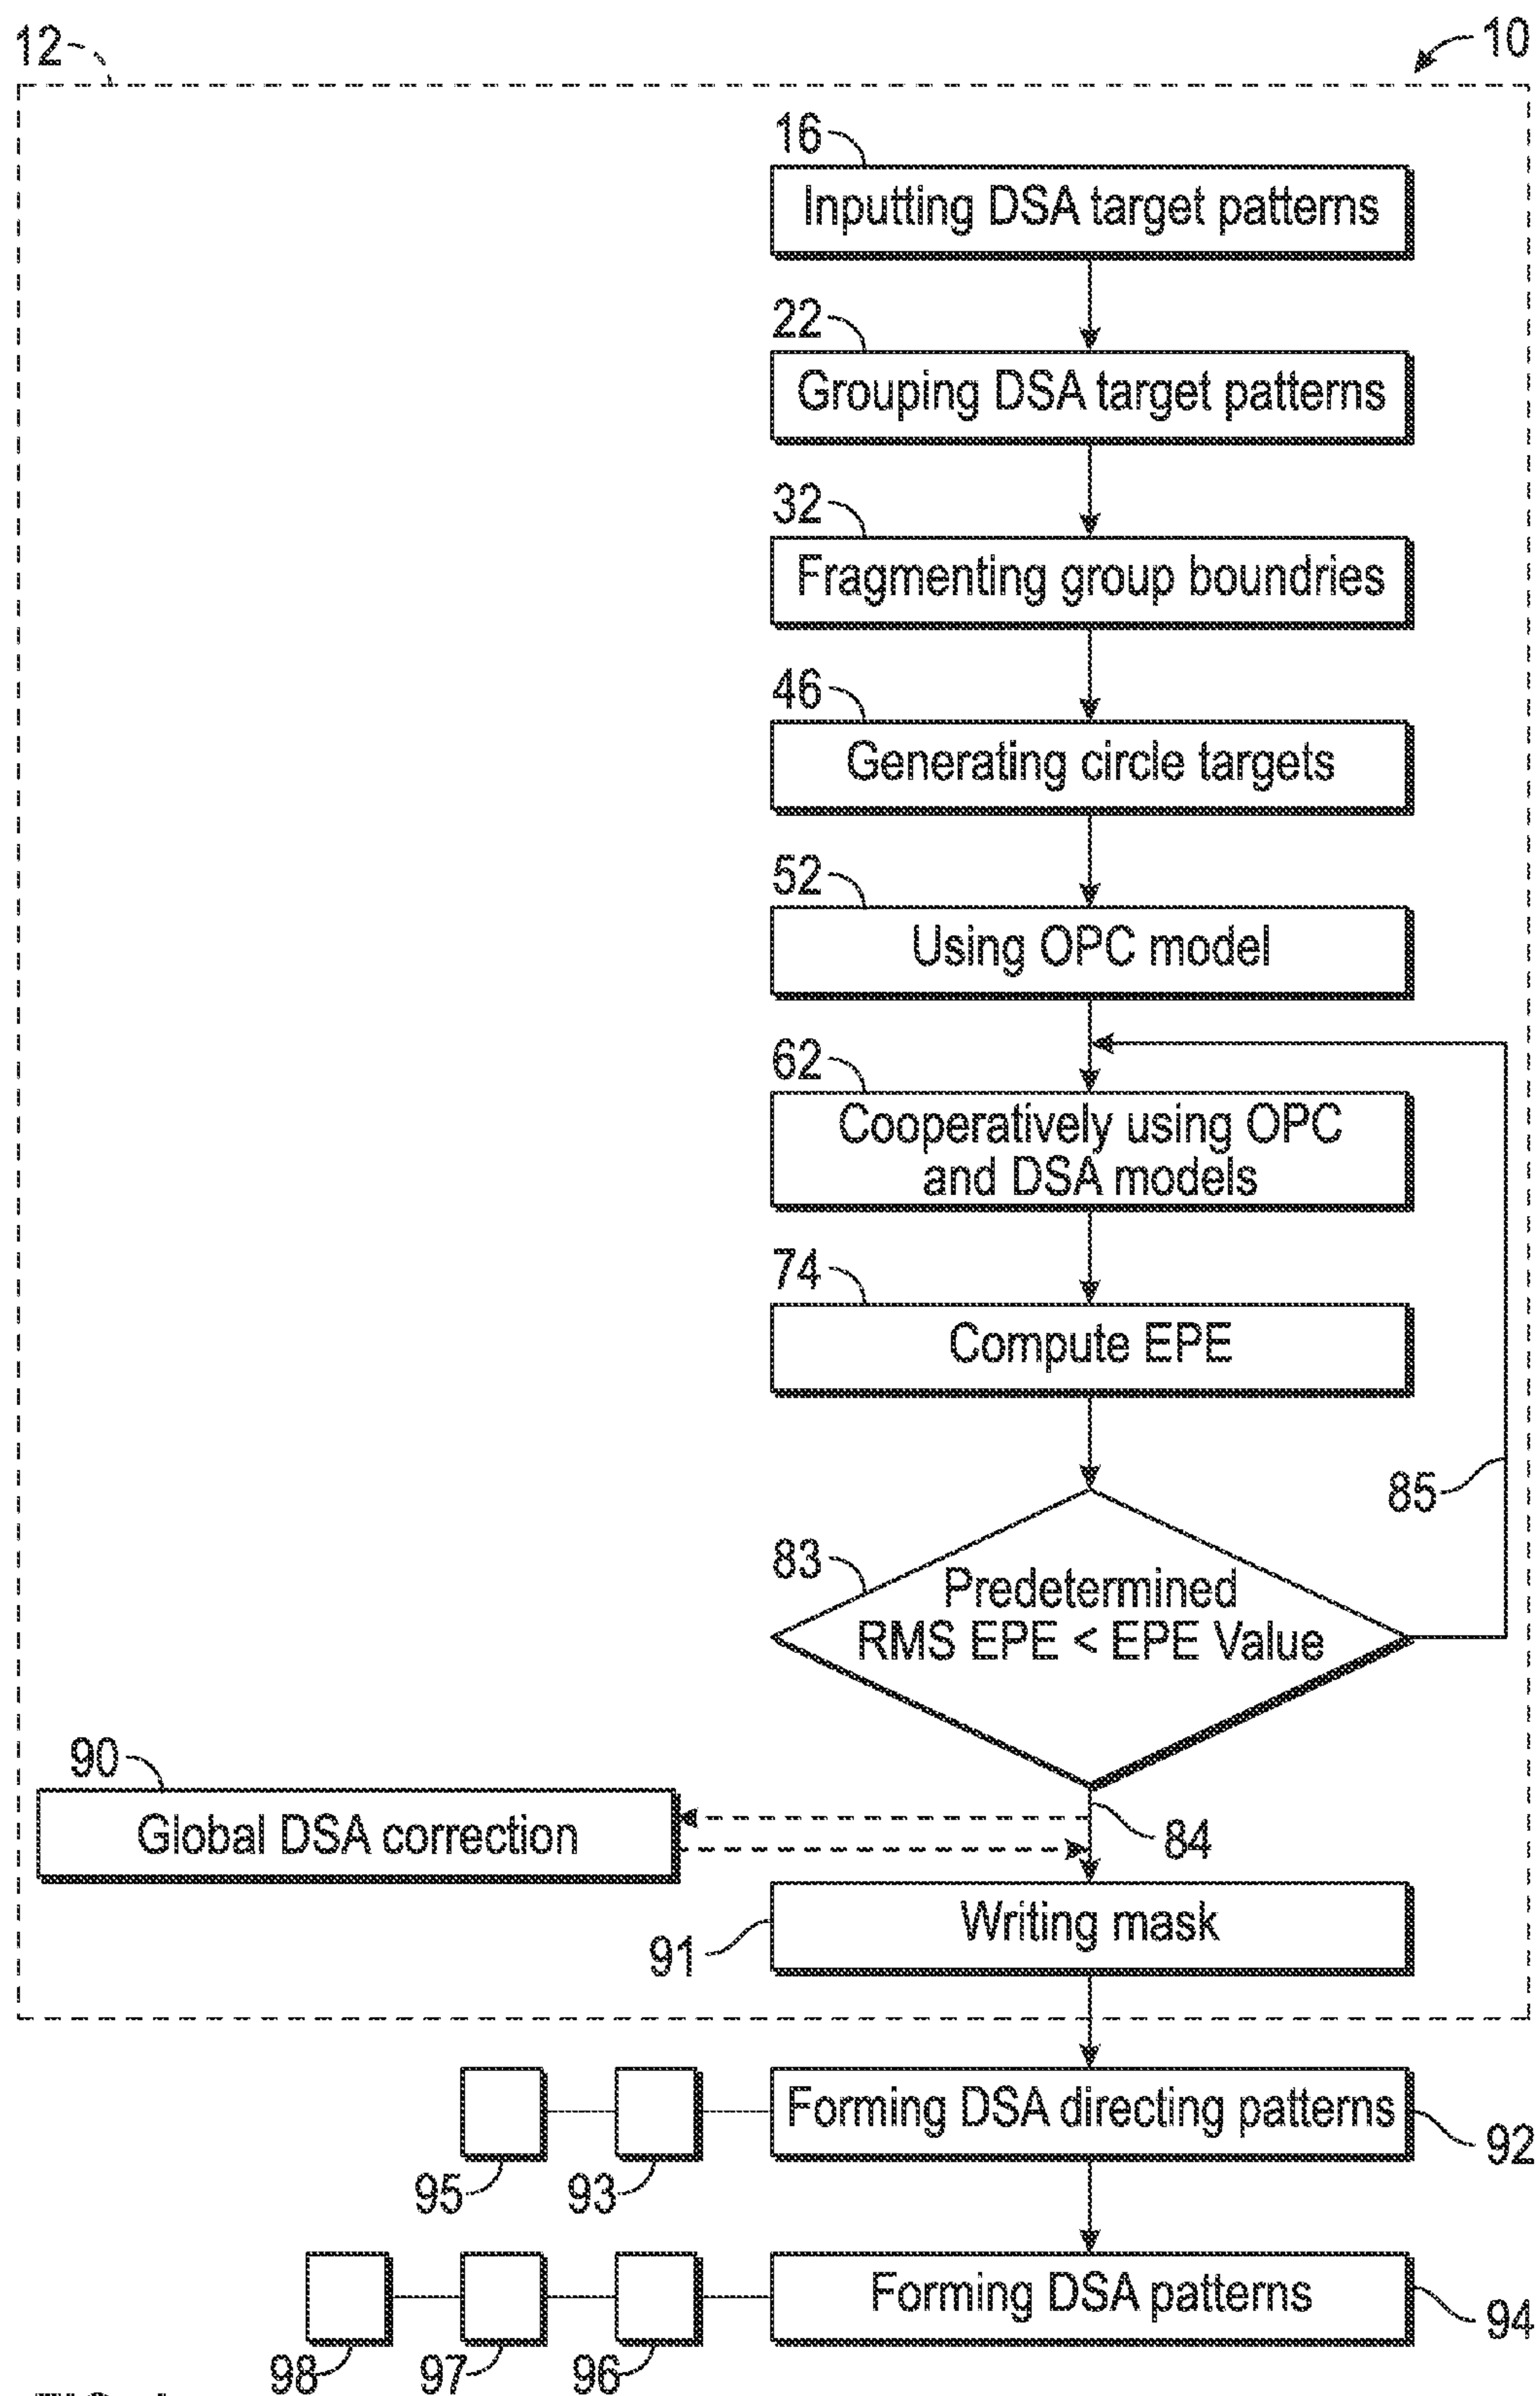 12
10
16
Inputting DSA target patterns
22
Grouping DSA target patterns
32
Fragmenting group boundries
46
Generating circle targets
52
Using OPC model
62
Cooperatively using OPC
and DSA models
74
Compute EPE
85
83
Predetermined
RMS EPE < EPE Value
90
Global DSA correction
84
Writing mask
91
Forming DSA directing patterns
92
95
93
Forming DSA patterns
94
98
97
96